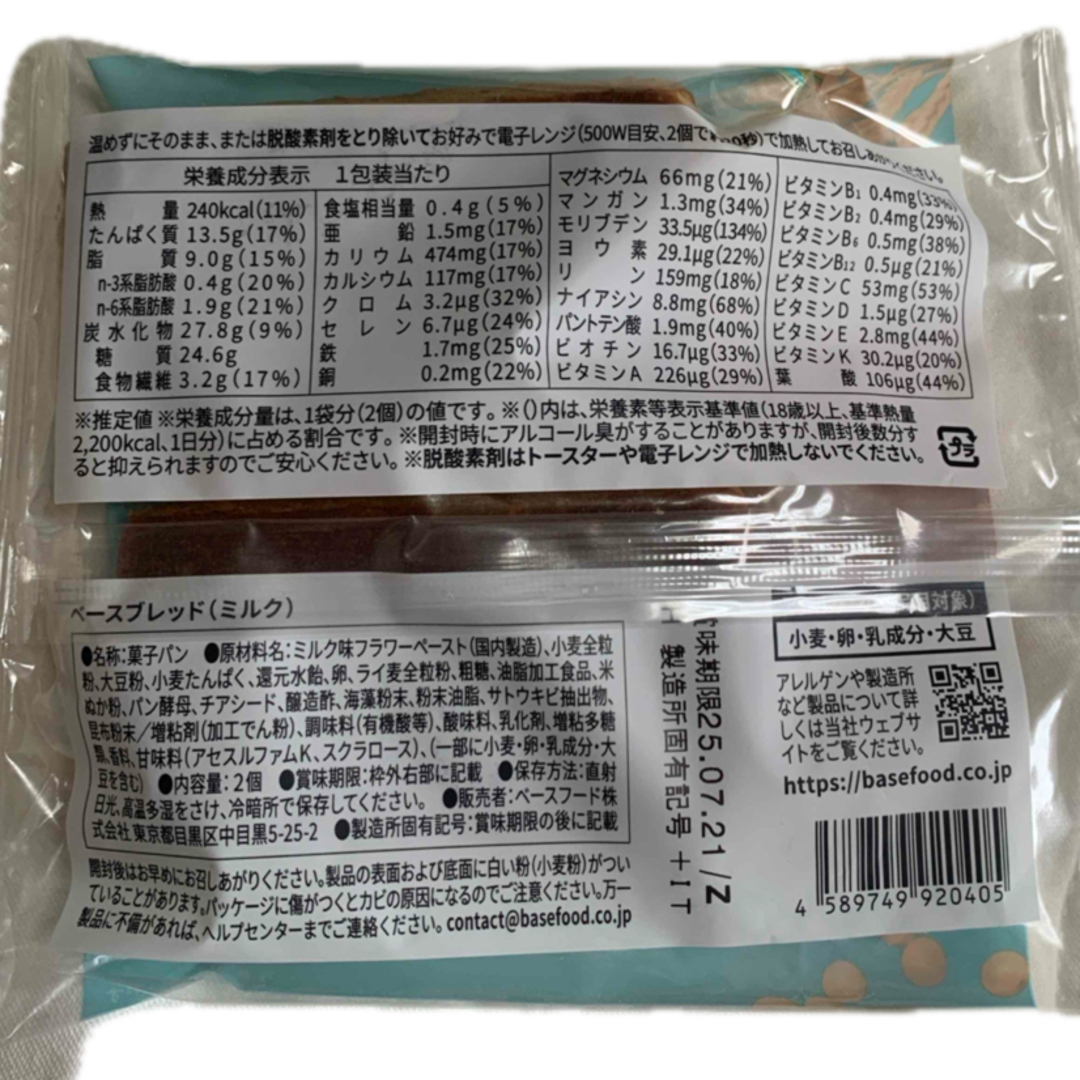 温めずにそのまま、または脱酸素剤をとり除いてお好みで電子レンジ(500W目安、2個で 秒)で加熱してお召しあがりください。
栄養成分表示 1包装当たり
熱量 240kcal(11%)
たんぱく質 13.5g(17%)
脂質 9.0g(15%)
n-3系脂肪酸 0.4g(20%)
n-6系脂肪酸 1.9g(21%)
炭水化物 27.8g(9%)
糖質 24.6g
食物繊維 3.2g(17%)
食塩相当量 0.4g(5%)
亜鉛 1.5mg(17%)
カリウム 474mg(17%)
カルシウム 117mg(17%)
クロム 3.2μg(32%)
セレン 6.7μg(24%)
鉄 1.7mg(25%)
銅 0.2mg(22%)
マグネシウム 66mg(21%)
マンガン 1.3mg(34%)
モリブデン 33.5μg(134%)
ヨウ素 29.1μg(22%)
リン 159mg(18%)
ナイアシン 8.8mg(68%)
パントテン酸 1.9mg(40%)
ビオチン 16.7μg(33%)
ビタミンA 226μg(29%)
ビタミンB1 0.4mg(33%)
ビタミンB2 0.4mg(29%)
ビタミンB6 0.5mg(38%)
ビタミンB12 0.5μg(21%)
ビタミンC 53mg(53%)
ビタミンD 1.5μg(27%)
ビタミンE 2.8mg(44%)
ビタミンK 30.2μg(20%)
葉酸 106μg(44%)
※推定値 ※栄養成分量は、1袋分(2個)の値です。※()内は、栄養素等表示基準値(18歳以上、基準熱量
2,200kcal、1日分)に占める割合です。※開封時にアルコール臭がすることがありますが、開封後数分す
ると抑えられますのでご安心ください。※脱酸素剤はトースターや電子レンジで加熱しないでください。
プラ
ベースブレッド(ミルク)
●名称:菓子パン ●原材料名:ミルク味フラワーペースト(国内製造)、小麦全粒
粉、大豆粉、小麦たんぱく、還元水飴、卵、ライ麦全粒粉、粗糖、油脂加工食品、米
ぬか粉、パン酵母、チアシード、醸造酢、海藻粉末、粉末油脂、サトウキビ抽出物、
昆布粉末/増粘剤(加工でん粉)、調味料(有機酸等)、酸味料、乳化剤、増粘多糖
類、香料、甘味料(アセスルファムK、スクラロース)、(一部に小麦・卵・乳成分・大
豆を含む) ●内容量:2個 ●賞味期限:枠外右部に記載 ●保存方法:直射
日光、高温多湿をさけ、冷暗所で保存してください。 ●販売者:ベースフード株
式会社 東京都目黒区中目黒5-25-2 ●製造所固有記号:賞味期限の後に記載
開封後はお早めにお召しあがりください。製品の表面および底面に白い粉(小麦粉)がつい
ていることがあります。パッケージに傷がつくとカビの原因になるのでご注意ください。万一
製品に不備があれば、ヘルプセンターまでご連絡ください。contact@basefood.co.jp
味期限25.07.21/Z
製造所固有記号 +IT
対象)
小麦・卵・乳成分・大豆
アレルゲンや製造所
など製品について詳
しくは当社ウェブサ
イトをご覧ください。
https://basefood.co.jp
4 589749 920405